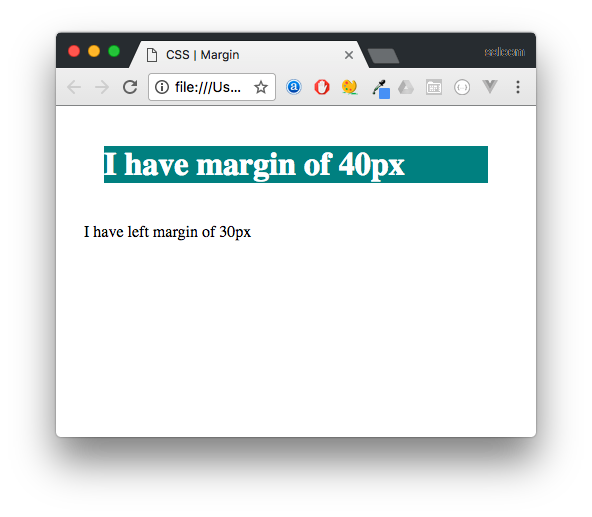 CSS | Margin
file:///Us...
I have margin of 40px
I have left margin of 30px